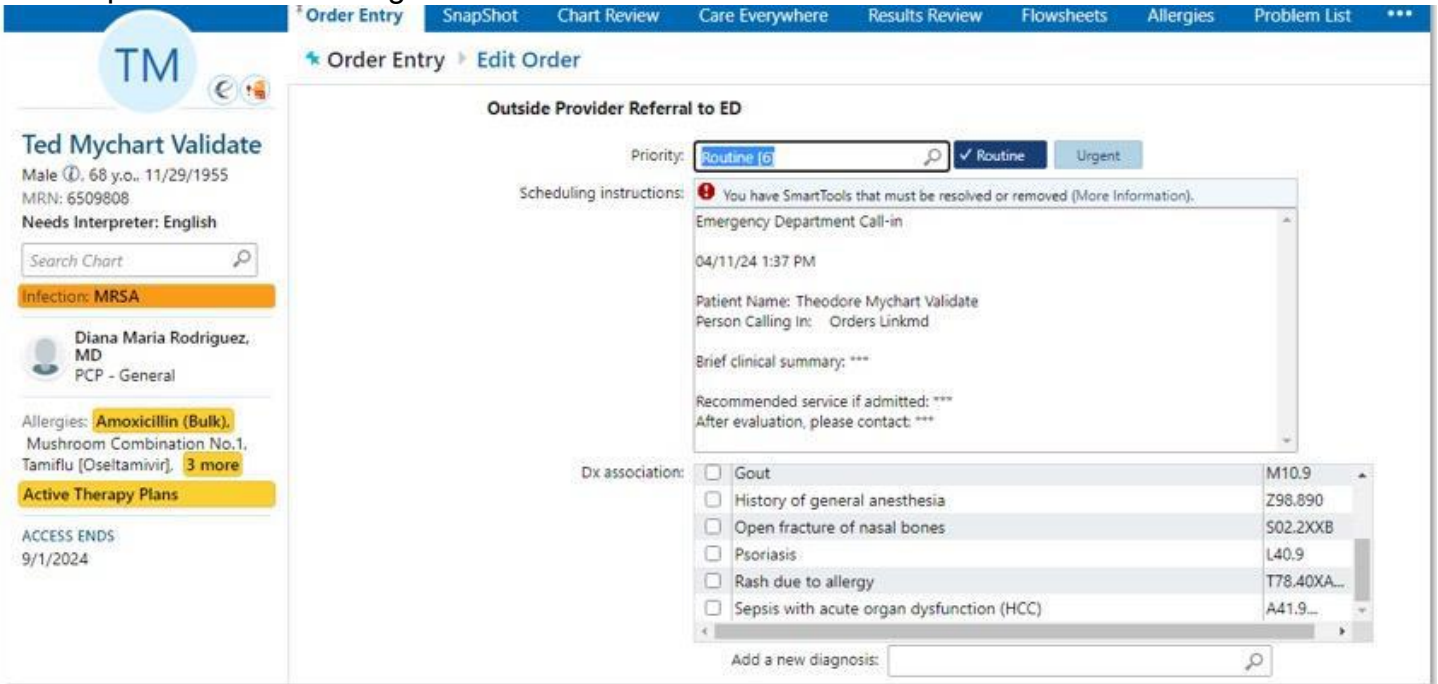 Order Entry SnapShot Chart Review Care Everywhere Results Review Flowsheets Allergies Problem List •••
TM
Order Entry Edit Order
Outside Provider Referral to ED
Ted Mychart Validate
Male, 68 y.o., 11/29/1955
MRN: 6509808
Needs Interpreter: English
Search Chart
Infection: MRSA
Diana Maria Rodriguez, MD
PCP - General
Allergies: Amoxicillin (Bulk),
Mushroom Combination No.1,
Tamiflu [Oseltamivir], 3 more
Active Therapy Plans
ACCESS ENDS
9/1/2024
Priority: Routine [6] ✓ Routine Urgent
Scheduling instructions: You have SmartTools that must be resolved or removed (More Information).
Emergency Department Call-in
04/11/24 1:37 PM
Patient Name: Theodore Mychart Validate
Person Calling In: Orders Linkmd
Brief clinical summary: ***
Recommended service if admitted: ***
After evaluation, please contact: ***
Dx association: Gout M10.9
History of general anesthesia Z98.890
Open fracture of nasal bones S02.2XXB
Psoriasis L40.9
Rash due to allergy T78.40XA...
Sepsis with acute organ dysfunction (HCC) A41.9...
Add a new diagnosis: